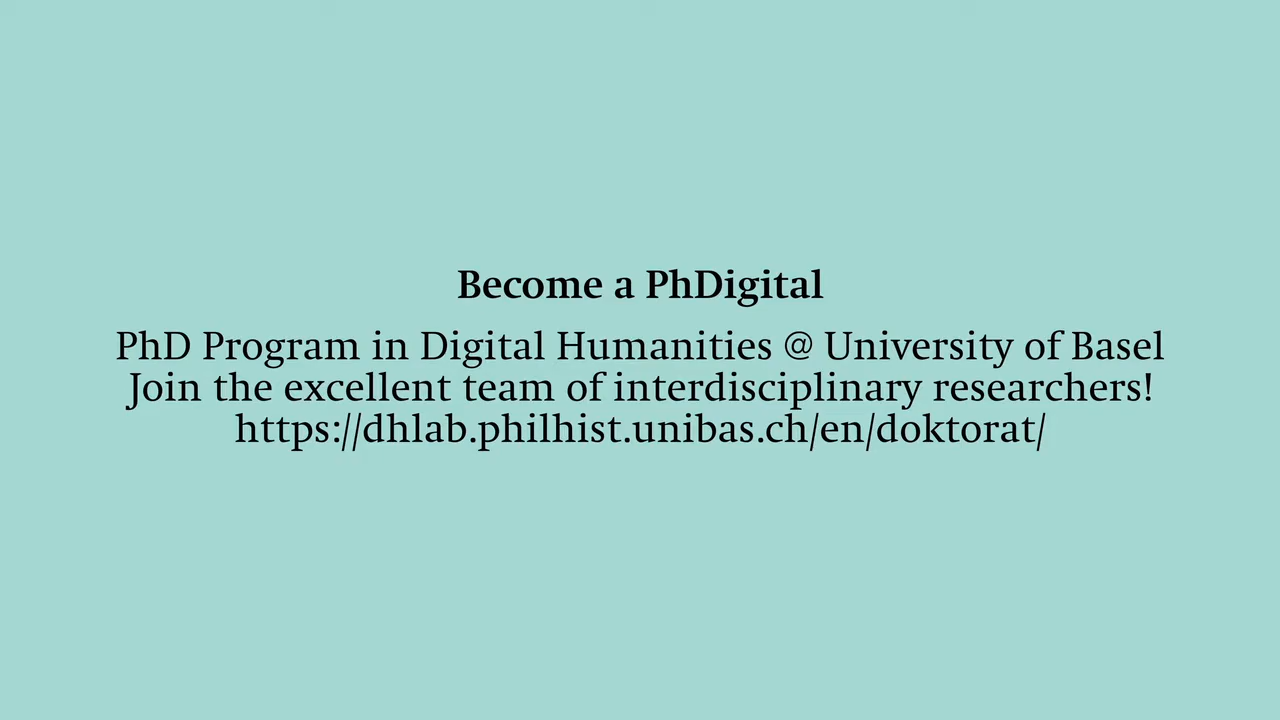 Become a PhDigital
PhD Program in Digital Humanities @ University of Basel
Join the excellent team of interdisciplinary researchers!
https://dhlab.philhist.unibas.ch/en/doktorat/